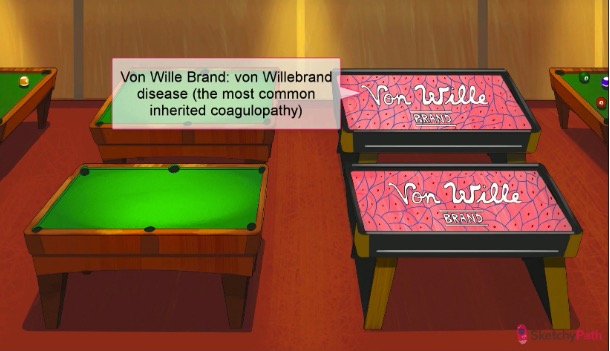 Von Wille Brand: von Willebrand
disease (the most common
inherited coagulopathy)
Von Wille
BRAND
Von Wille
BRAND
SketchyPath